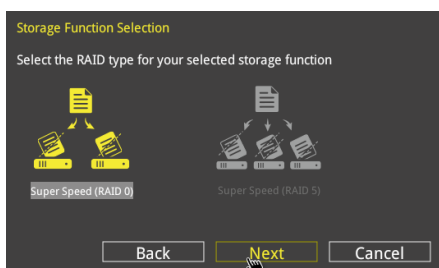 Storage Function Selection
Select the RAID type for your selected storage function
Super Speed (RAID 0)
Super Speed (RAID 5)
Back
Next
Cancel